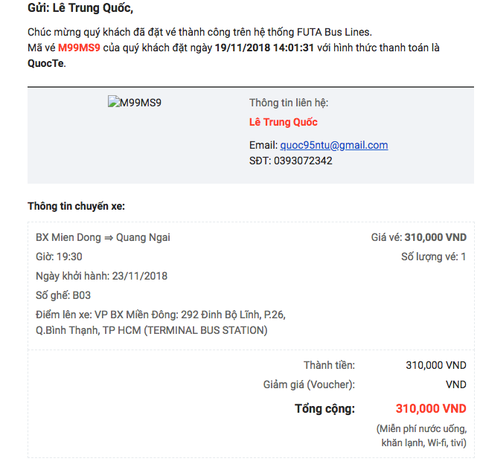 Gửi: Lê Trung Quốc,
Chúc mừng quý khách đã đặt vé thành công trên hệ thống FUTA Bus Lines.
Mã vé M99MS9 của quý khách đặt ngày 19/11/2018 14:01:31 với hình thức thanh toán là
QuocTe.
M99MS9
Thông tin liên hệ:
Lê Trung Quốc
Email: quoc95ntu@gmail.com
SĐT: 0393072342
Thông tin chuyến xe:
BX Mien Dong ⇒ Quang Ngai
Giá vé: 310,000 VND
Giờ: 19:30
Số lượng vé: 1
Ngày khởi hành: 23/11/2018
Số ghế: B03
Điểm lên xe: VP BX Miền Đông: 292 Đinh Bộ Lĩnh, P.26,
Q.Bình Thạnh, TP HCM (TERMINAL BUS STATION)
Thành tiền: 310,000 VND
Giảm giá (Voucher): VND
Tổng cộng: 310,000 VND
(Miễn phí nước uống,
khăn lạnh, Wi-fi, tivi)